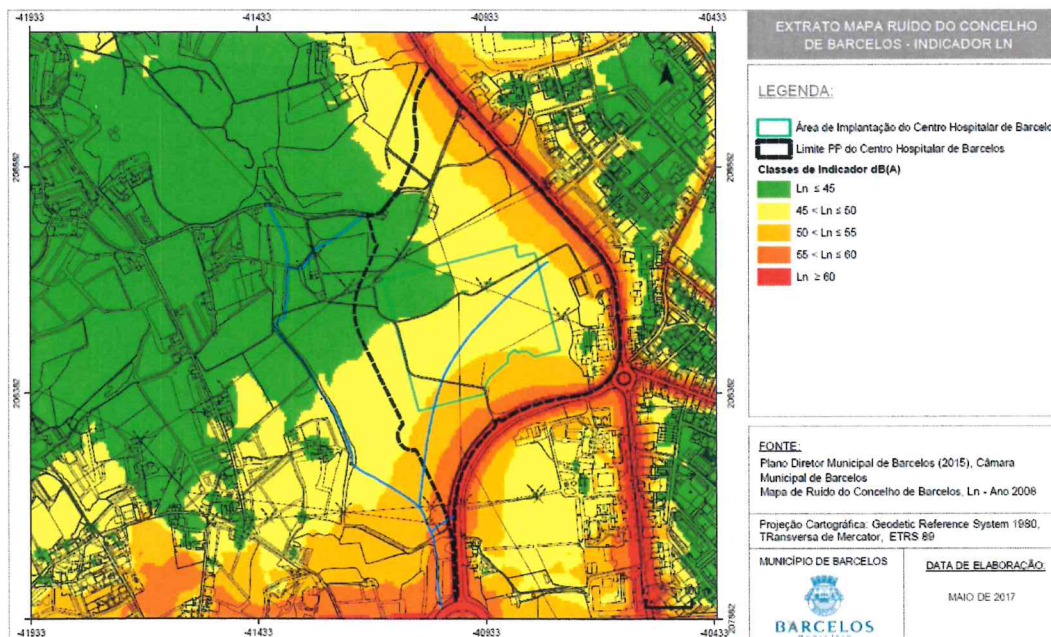 -41933
-41433
-40933
-40433
EXTRATO MAPA RUÍDO DO CONCELHO
DE BARCELOS - INDICADOR LN
LEGENDA:
Área de Implantação do Centro Hospitalar de Barcelo
Limite PP do Centro Hospitalar de Barcelos
Classes de Indicador dB(A)
Ln ≤ 45
45 < Ln ≤ 50
50 < Ln ≤ 55
55 < Ln ≤ 60
Ln ≥ 60
FONTE:
Plano Diretor Municipal de Barcelos (2015), Câmara
Municipal de Barcelos
Mapa de Ruído do Concelho de Barcelos, Ln - Ano 2008
Projeção Cartográfica: Geodetic Reference System 1980,
TRansversa de Mercator, ETRS 89
MUNICÍPIO DE BARCELOS
BARCELOS
DATA DE ELABORAÇÃO:
MAIO DE 2017
208382
208382
207882
-41933
-41433
-40933
-40433